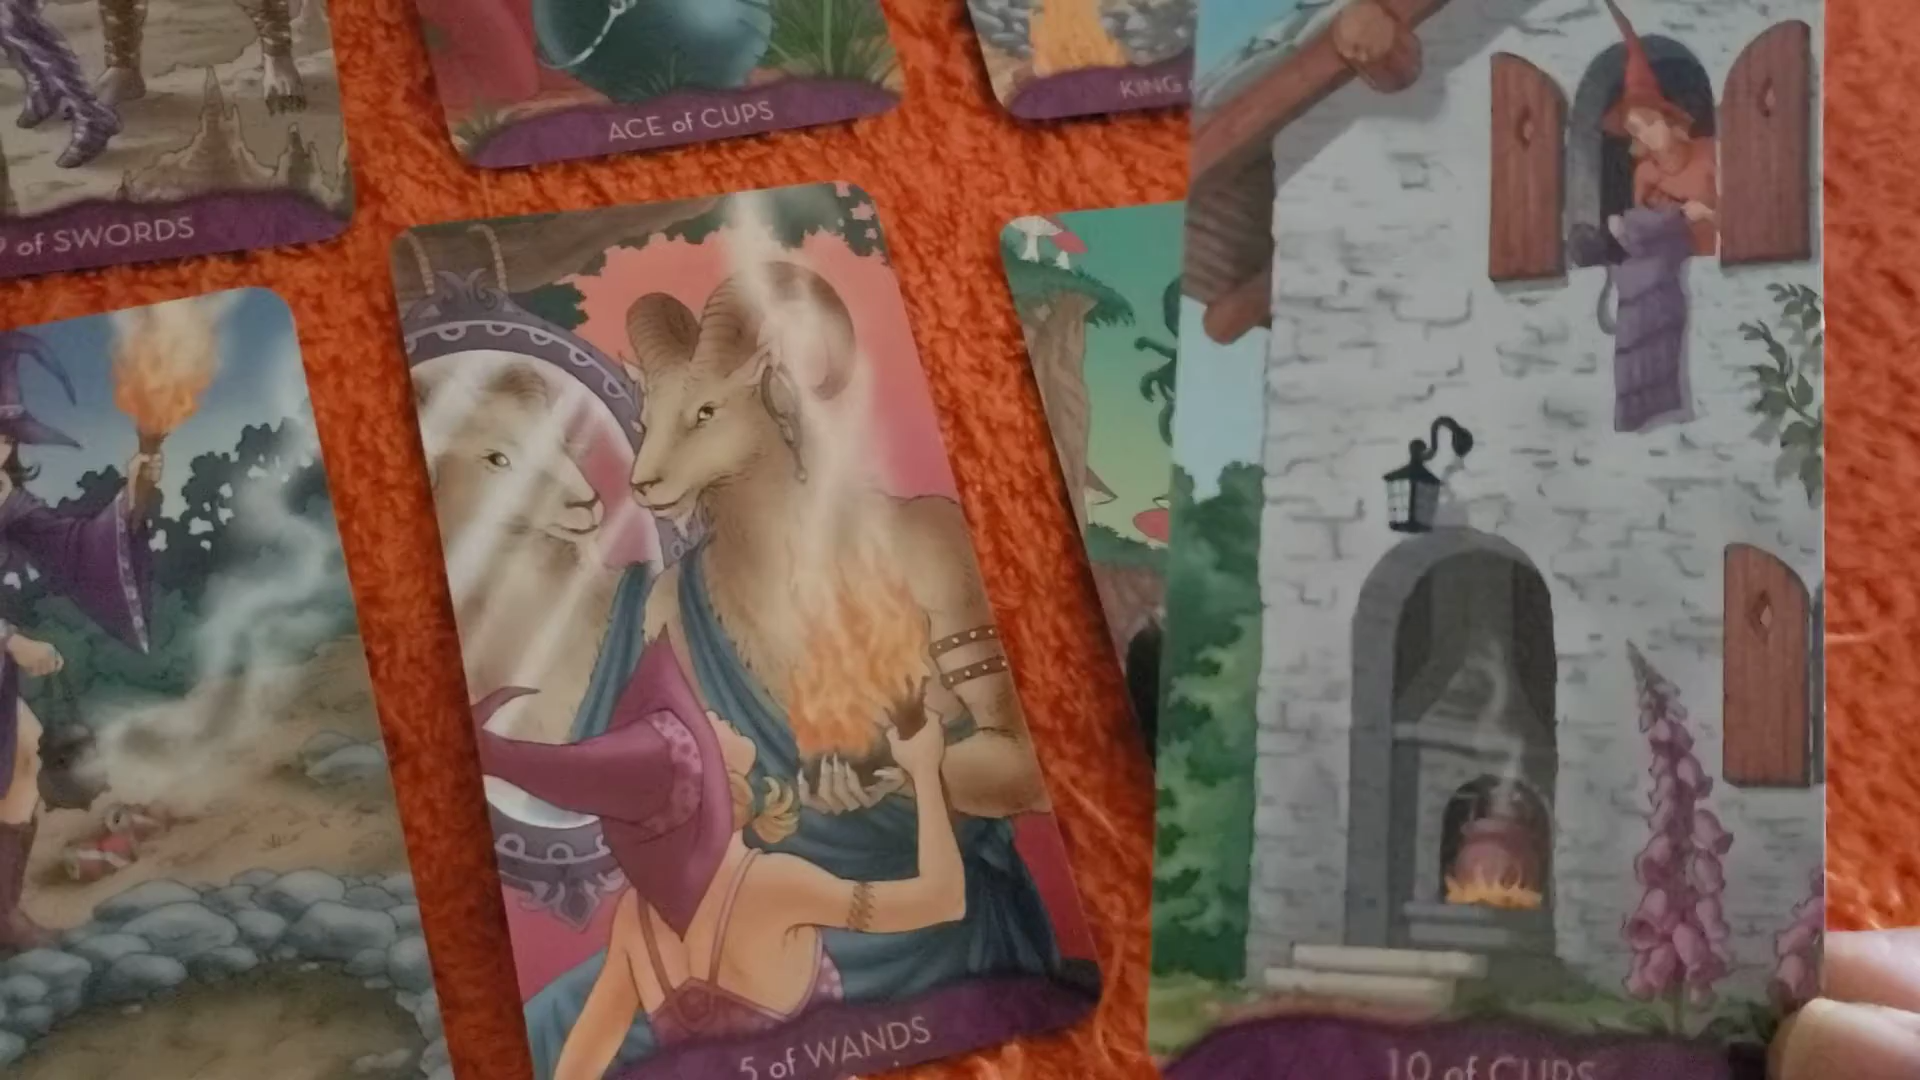 ACE of CUPS
KING
of SWORDS
5 of WANDS
10 of CUPS